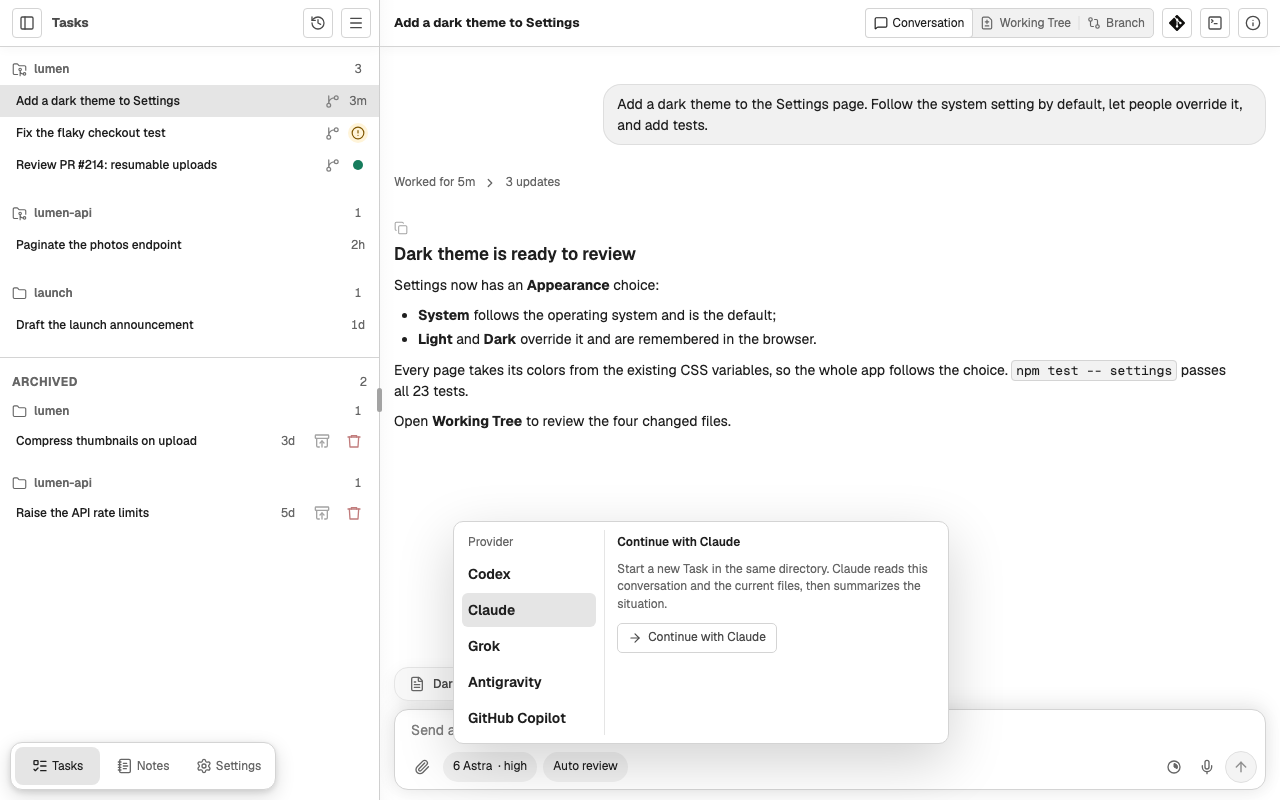 Tasks
lumen 3
Add a dark theme to Settings 3m
Fix the flaky checkout test
Review PR #214: resumable uploads
lumen-api 1
Paginate the photos endpoint 2h
launch 1
Draft the launch announcement 1d
ARCHIVED 2
lumen 1
Compress thumbnails on upload 3d
lumen-api 1
Raise the API rate limits 5d
Tasks Notes Settings
Add a dark theme to Settings
Conversation Working Tree Branch
Add a dark theme to the Settings page. Follow the system setting by default, let people override it,
and add tests.
Worked for 5m 3 updates
Dark theme is ready to review
Settings now has an Appearance choice:
• System follows the operating system and is the default;
• Light and Dark override it and are remembered in the browser.
Every page takes its colors from the existing CSS variables, so the whole app follows the choice. npm test -- settings passes
all 23 tests.
Open Working Tree to review the four changed files.
Provider
Codex
Claude
Grok
Antigravity
GitHub Copilot
Continue with Claude
Start a new Task in the same directory. Claude reads this
conversation and the current files, then summarizes the
situation.
Continue with Claude
Dar
Send a
6 Astra · high Auto review